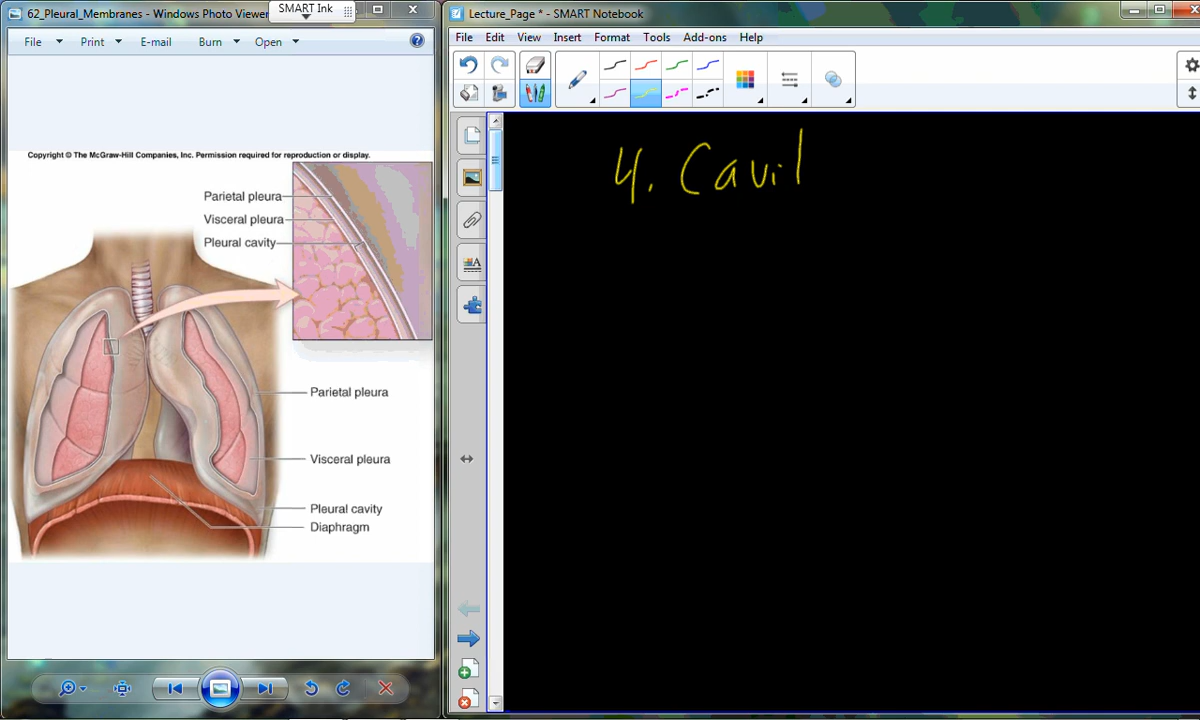 62_Pleural_Membranes - Windows Photo Viewer
SMART Ink
File Print E-mail Burn Open
Copyright © The McGraw-Hill Companies, Inc. Permission required for reproduction or display.
Parietal pleura
Visceral pleura
Pleural cavity
Parietal pleura
Visceral pleura
Pleural cavity
Diaphragm
Lecture_Page * - SMART Notebook
File Edit View Insert Format Tools Add-ons Help
4. Cavil